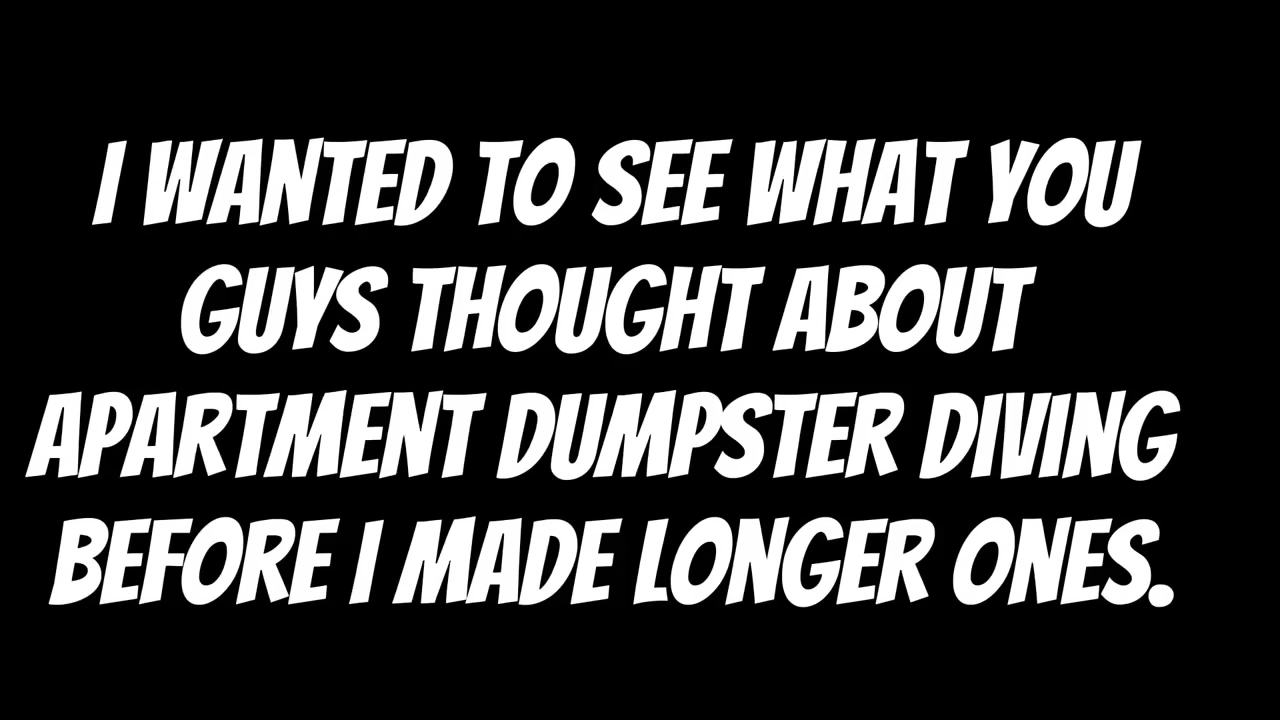 I WANTED TO SEE WHAT YOU
GUYS THOUGHT ABOUT
APARTMENT DUMPSTER DIVING
BEFORE I MADE LONGER ONES.